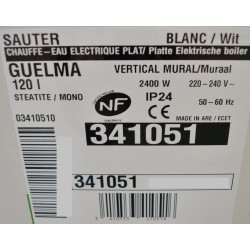 SAUTER BLANC / Wit
CHAUFFE-EAU ELECTRIQUE PLAT/ Platte Elektrische boiler
GUELMA VERTICAL MURAL/Muraal
120 l 2400 W 220-240 V~
STEATITE / MONO NF IP24 50-60 Hz
03410510 CE MADE IN ARE / ECET
341051
341051